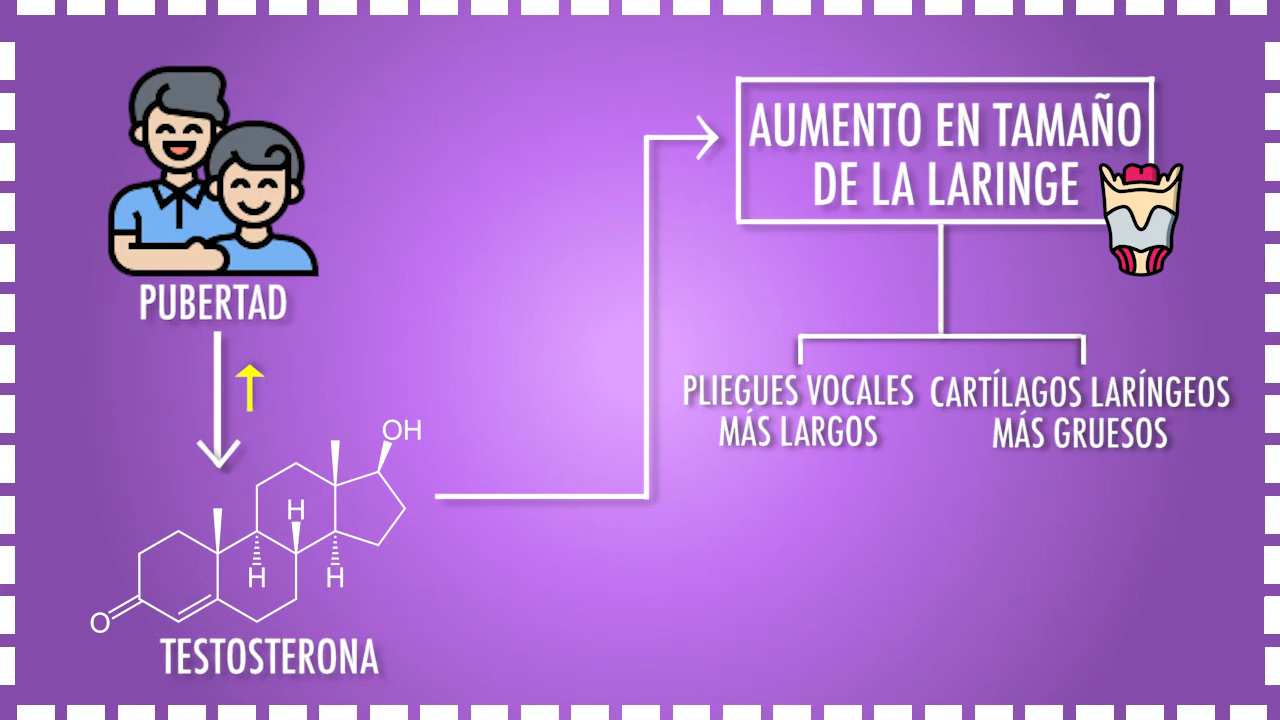 PUBERTAD
OH
H
H
H
O
TESTOSTERONA
AUMENTO EN TAMAÑO
DE LA LARINGE
PLIEGUES VOCALES
MÁS LARGOS
CARTÍLAGOS LARÍNGEOS
MÁS GRUESOS